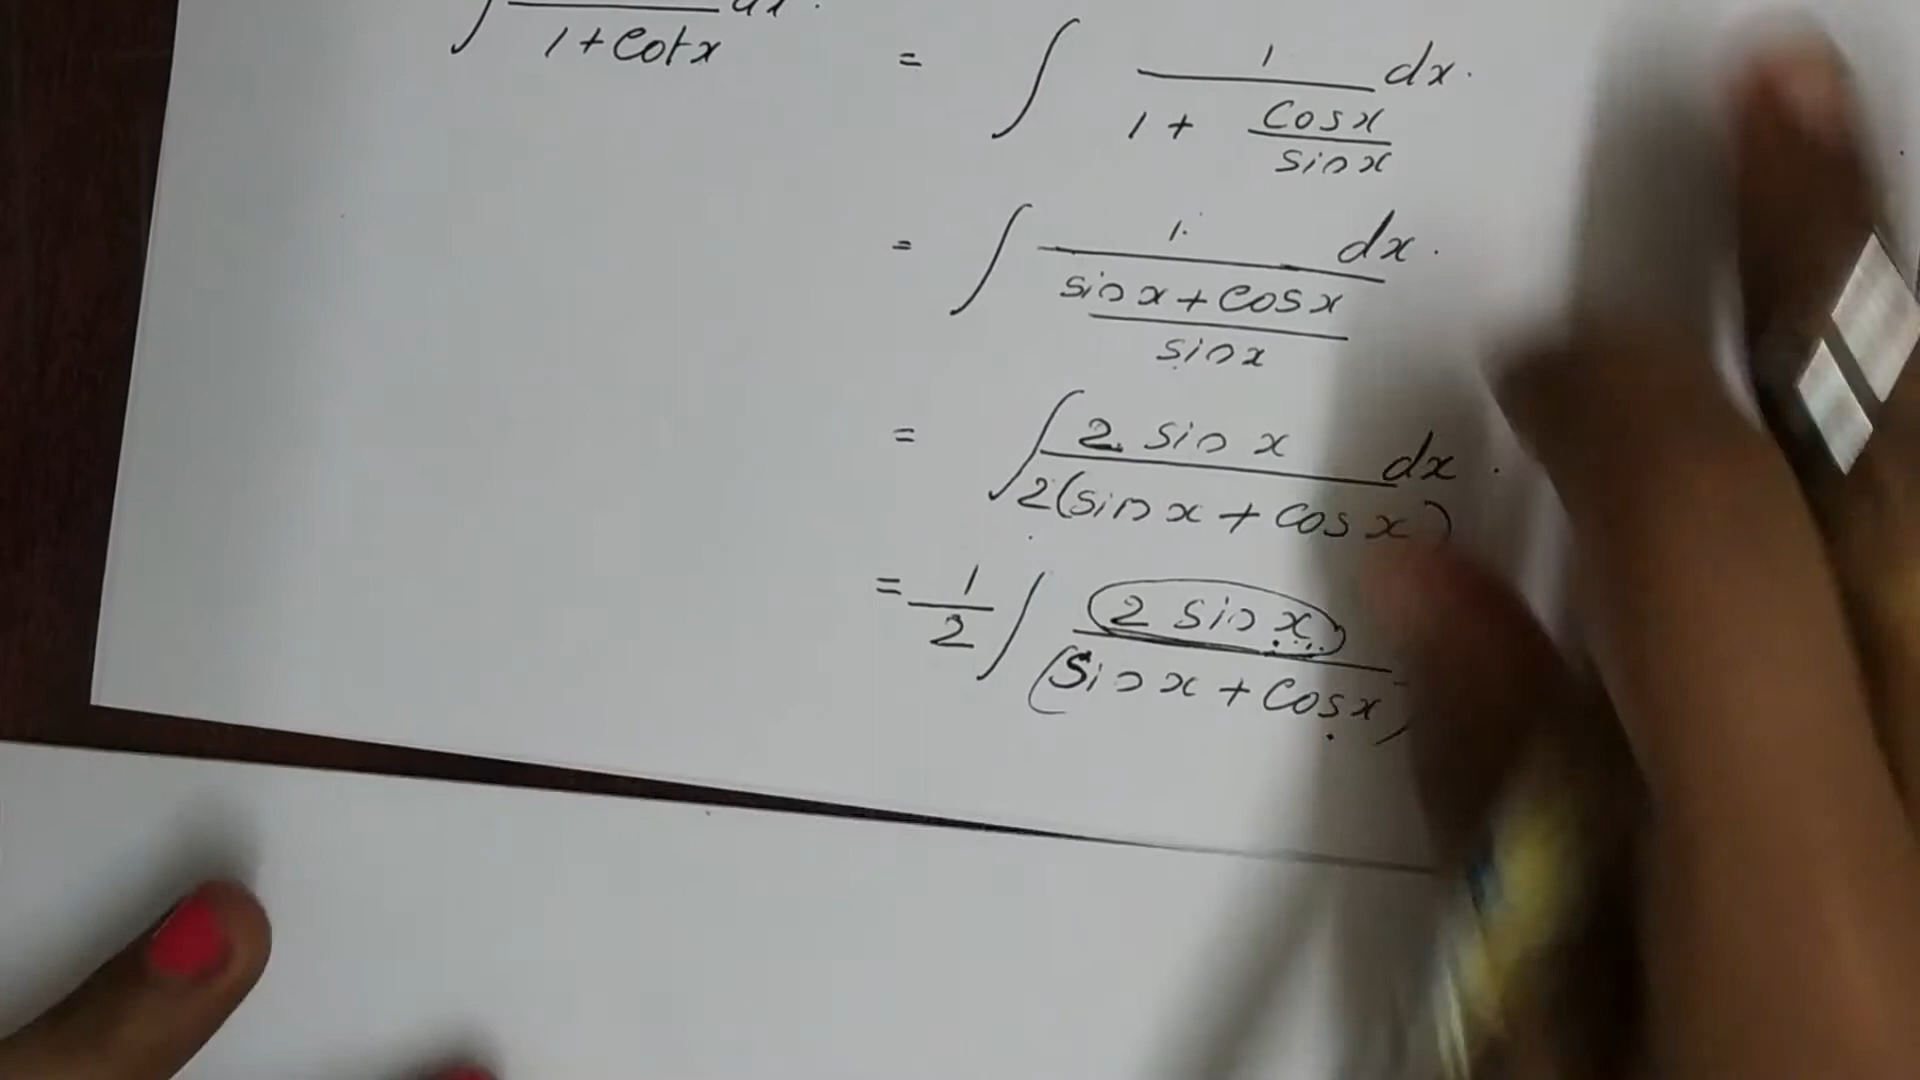 ∫ ―― dx.
1 + Cot x
= ∫ 1 / (1 + Cos x / sin x) dx.
= ∫ 1 / ((sin x + Cos x) / sin x) dx.
= ∫ 2 sin x / 2(sin x + Cos x) dx.
= 1/2 ∫ 2 sin x / (Sin x + Cos x)